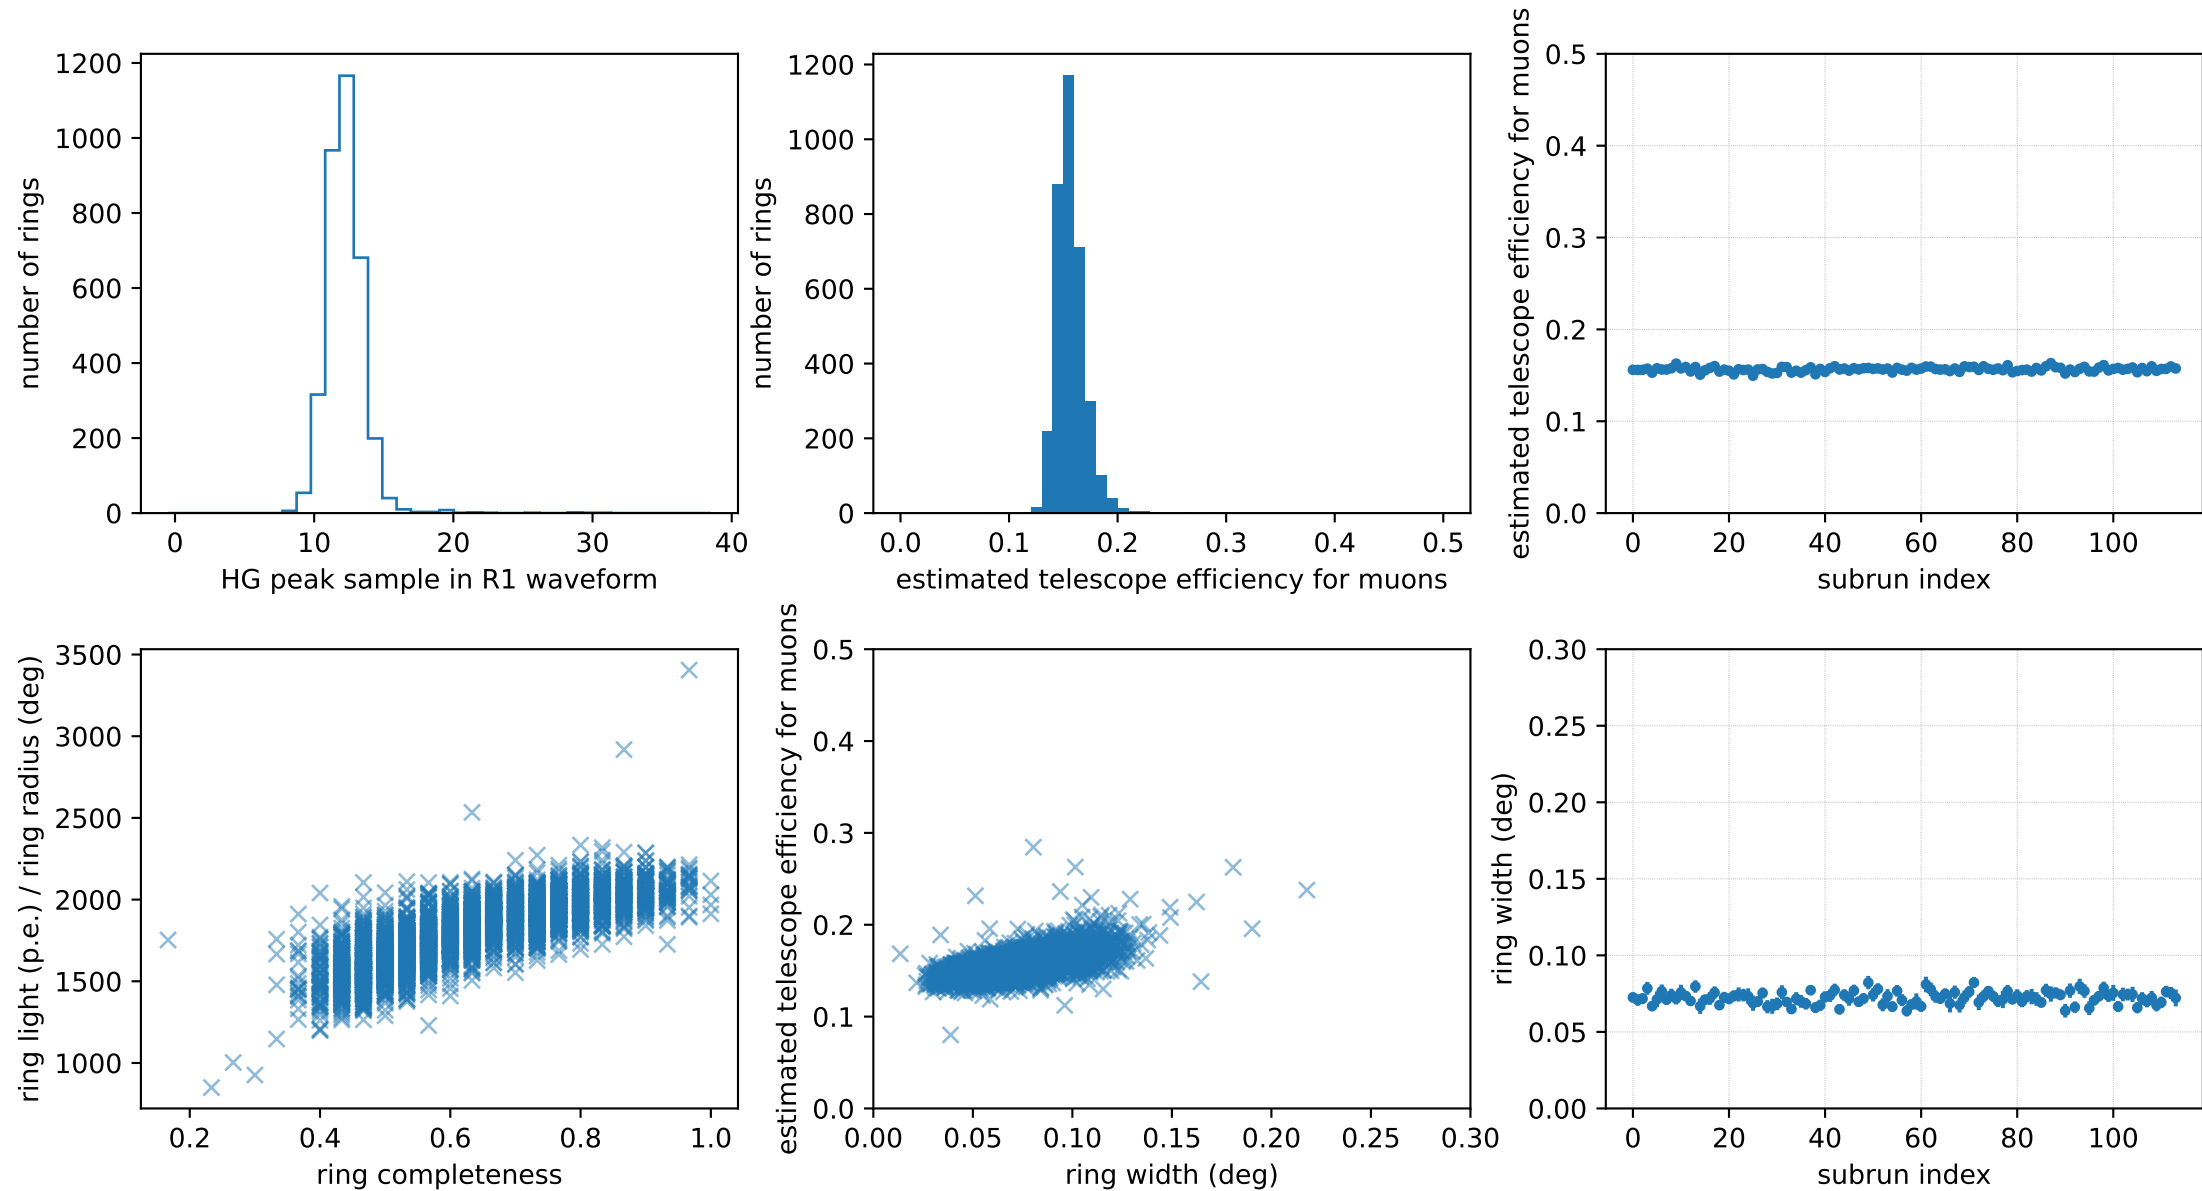 number of rings
1200
1000
800
600
400
200
0
0 10 20 30 40
HG peak sample in R1 waveform
number of rings
1200
1000
800
600
400
200
0
0.0 0.1 0.2 0.3 0.4 0.5
estimated telescope efficiency for muons
estimated telescope efficiency for muons
0.5
0.4
0.3
0.2
0.1
0.0
0 20 40 60 80 100
subrun index
ring light (p.e.) / ring radius (deg)
3500
3000
2500
2000
1500
1000
0.2 0.4 0.6 0.8 1.0
ring completeness
estimated telescope efficiency for muons
0.5
0.4
0.3
0.2
0.1
0.0
0.00 0.05 0.10 0.15 0.20 0.25 0.30
ring width (deg)
ring width (deg)
0.30
0.25
0.20
0.15
0.10
0.05
0.00
0 20 40 60 80 100
subrun index